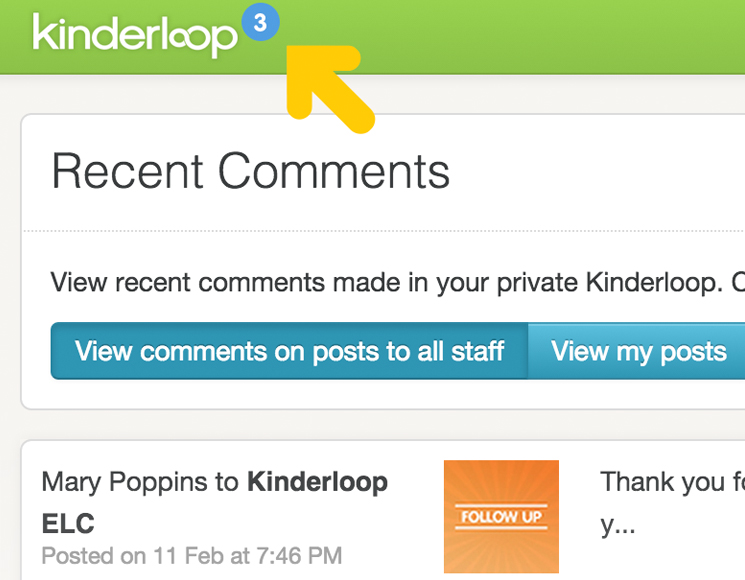 kinderloop 3
Recent Comments
View recent comments made in your private Kinderloop.
View comments on posts to all staff
View my posts
Mary Poppins to Kinderloop
ELC
Posted on 11 Feb at 7:46 PM
FOLLOW UP
Thank you
y...